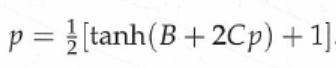 p = ½[tanh(B + 2Cp) + 1].